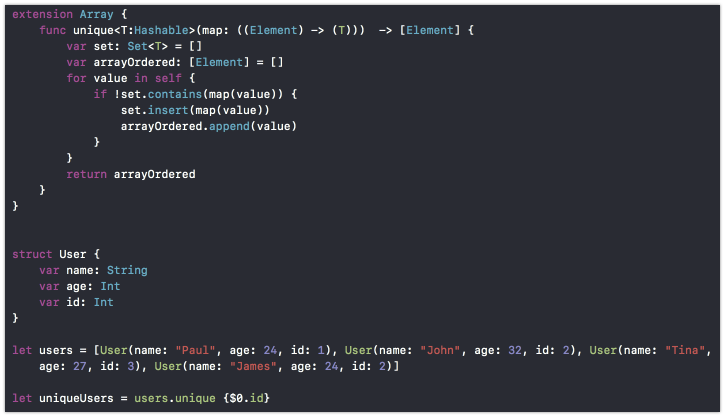 extension Array {
    func unique<T:Hashable>(map: ((Element) -> (T)))  -> [Element] {
        var set: Set<T> = []
        var arrayOrdered: [Element] = []
        for value in self {
            if !set.contains(map(value)) {
                set.insert(map(value))
                arrayOrdered.append(value)
            }
        }
        return arrayOrdered
    }
}
struct User {
    var name: String
    var age: Int
    var id: Int
}
let users = [User(name: "Paul", age: 24, id: 1), User(name: "John", age: 32, id: 2), User(name: "Tina",
    age: 27, id: 3), User(name: "James", age: 24, id: 2)]
let uniqueUsers = users.unique {$0.id}